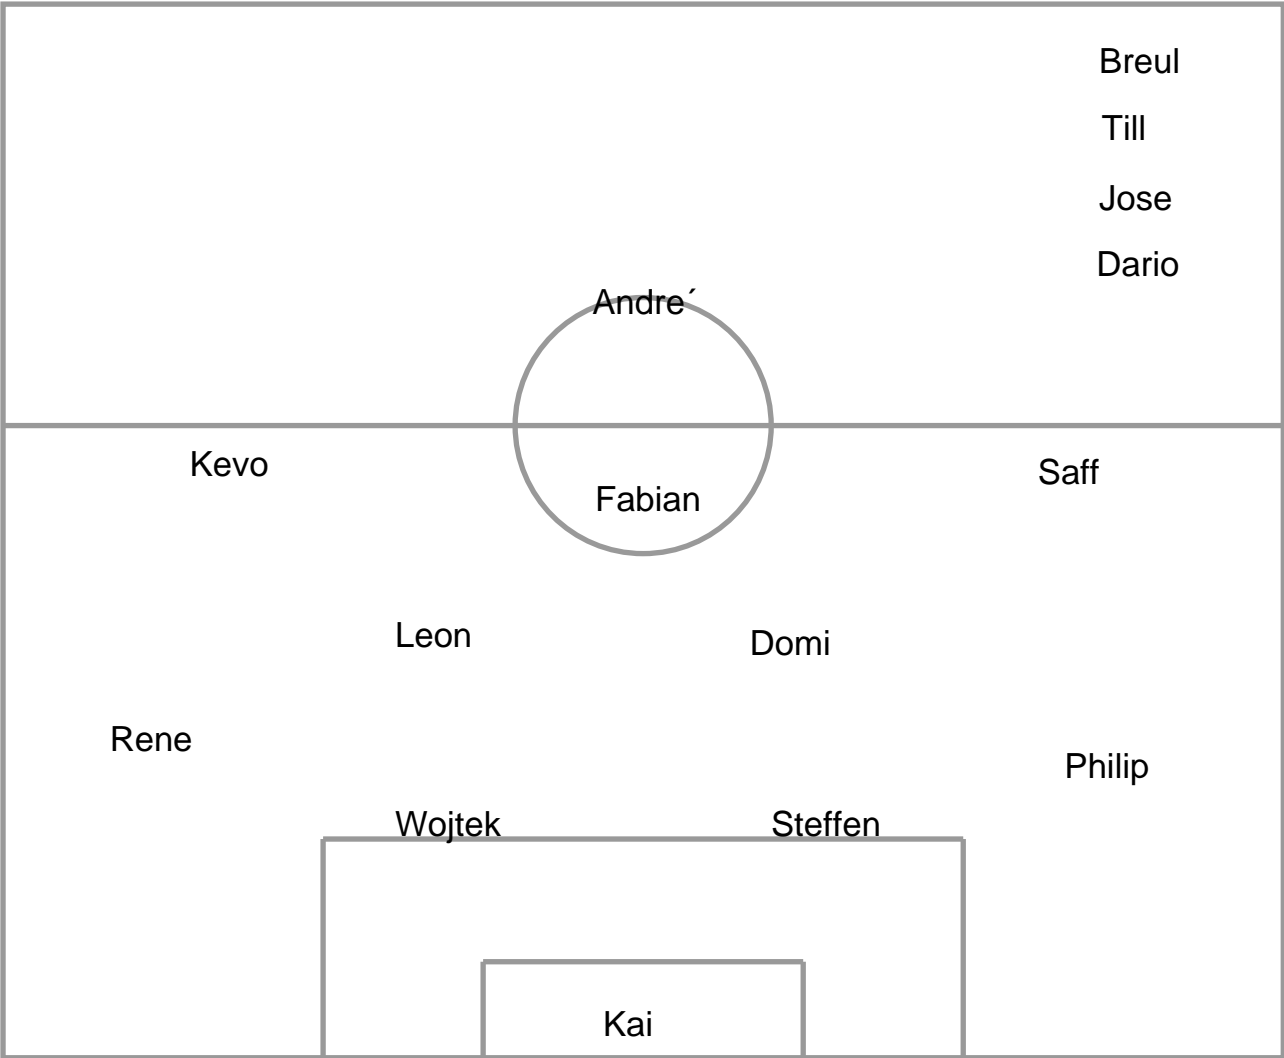 Breul
Till
Jose
Dario
Andre´
Kevo
Saff
Fabian
Leon
Domi
Rene
Philip
Wojtek
Steffen
Kai